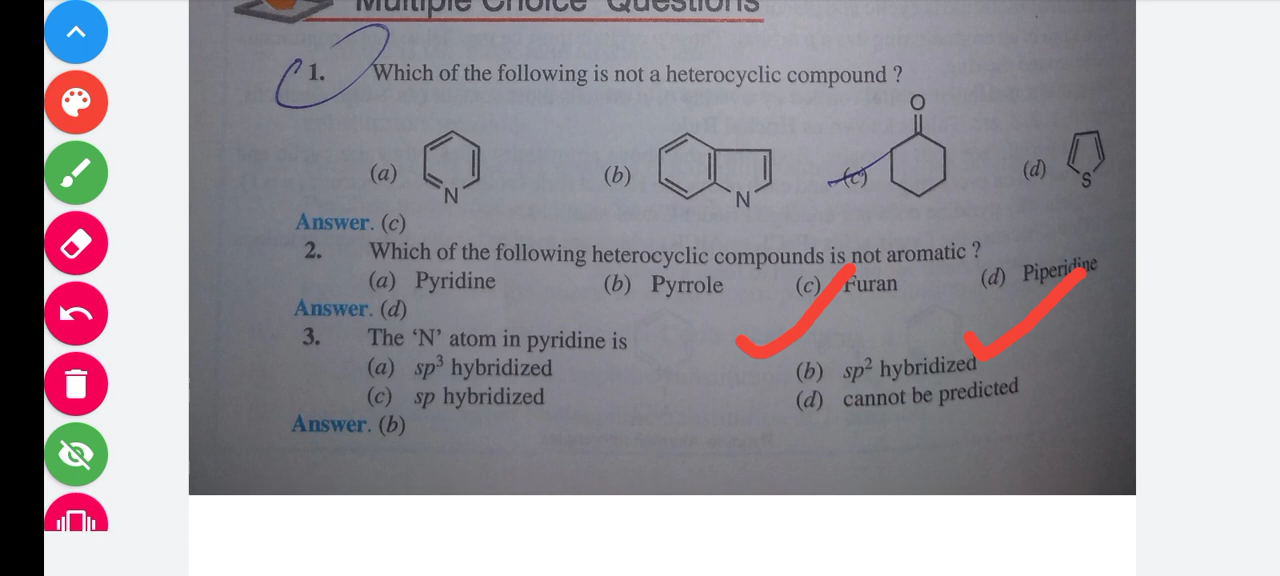 Multiple Choice Questions
1. Which of the following is not a heterocyclic compound ?
O
(a) N (b) N (c) (d) S
Answer. (c)
2. Which of the following heterocyclic compounds is not aromatic ?
(a) Pyridine (b) Pyrrole (c) Furan (d) Piperidine
Answer. (d)
3. The ‘N’ atom in pyridine is
(a) sp³ hybridized (b) sp² hybridized
(c) sp hybridized (d) cannot be predicted
Answer. (b)